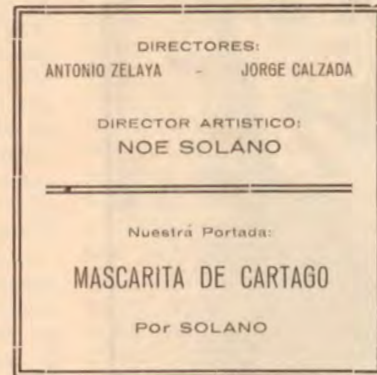 DIRECTORES:
ANTONIO ZELAYA - JORGE CALZADA
DIRECTOR ARTISTICO:
NOE SOLANO
Nuestra Portada:
MASCARITA DE CARTAGO
Por SOLANO